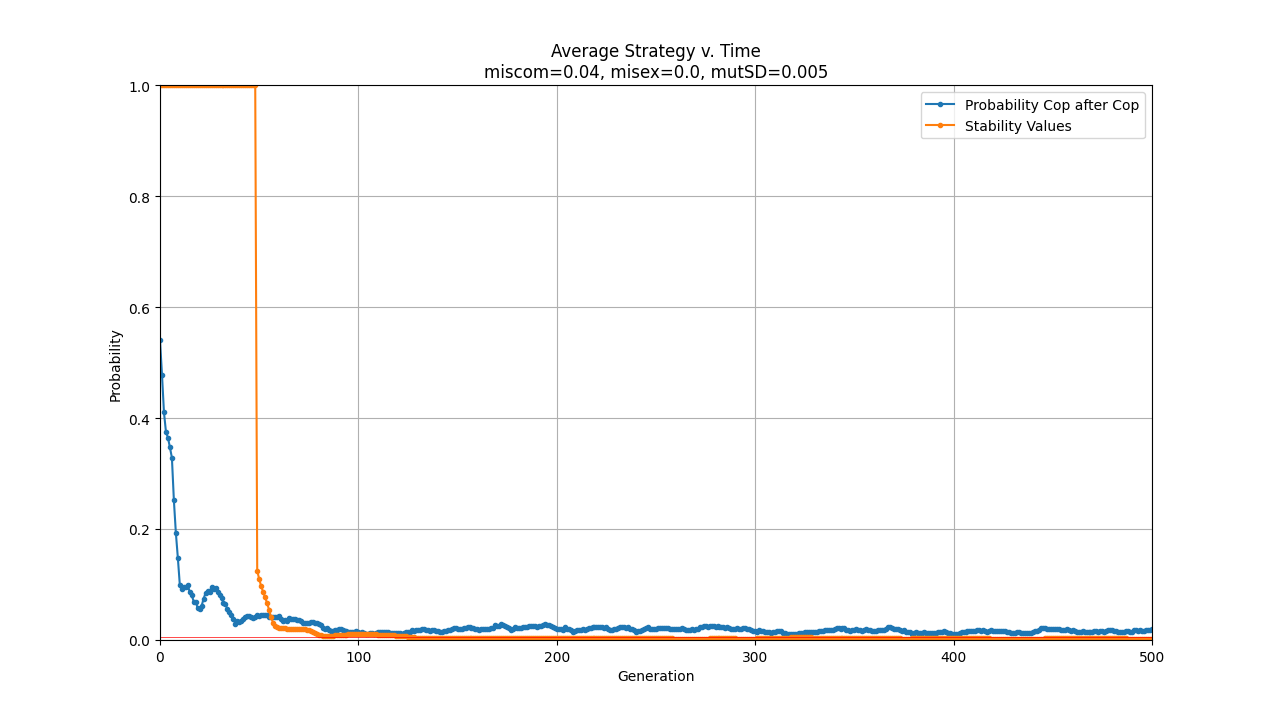 Average Strategy v. Time
miscom=0.04, misex=0.0, mutSD=0.005
Probability Cop after Cop
Stability Values
Probability
1.0
0.8
0.6
0.4
0.2
0.0
0 100 200 300 400 500
Generation